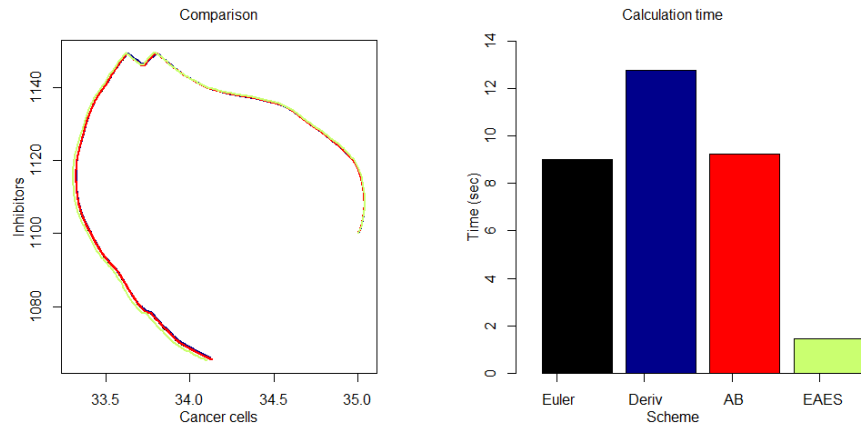 Comparison
Inhibitors
1140
1120
1100
1080
33.5 34.0 34.5 35.0
Cancer cells
Calculation time
Time (sec)
14
12
10
8
6
4
2
0
Euler Deriv AB EAES
Scheme